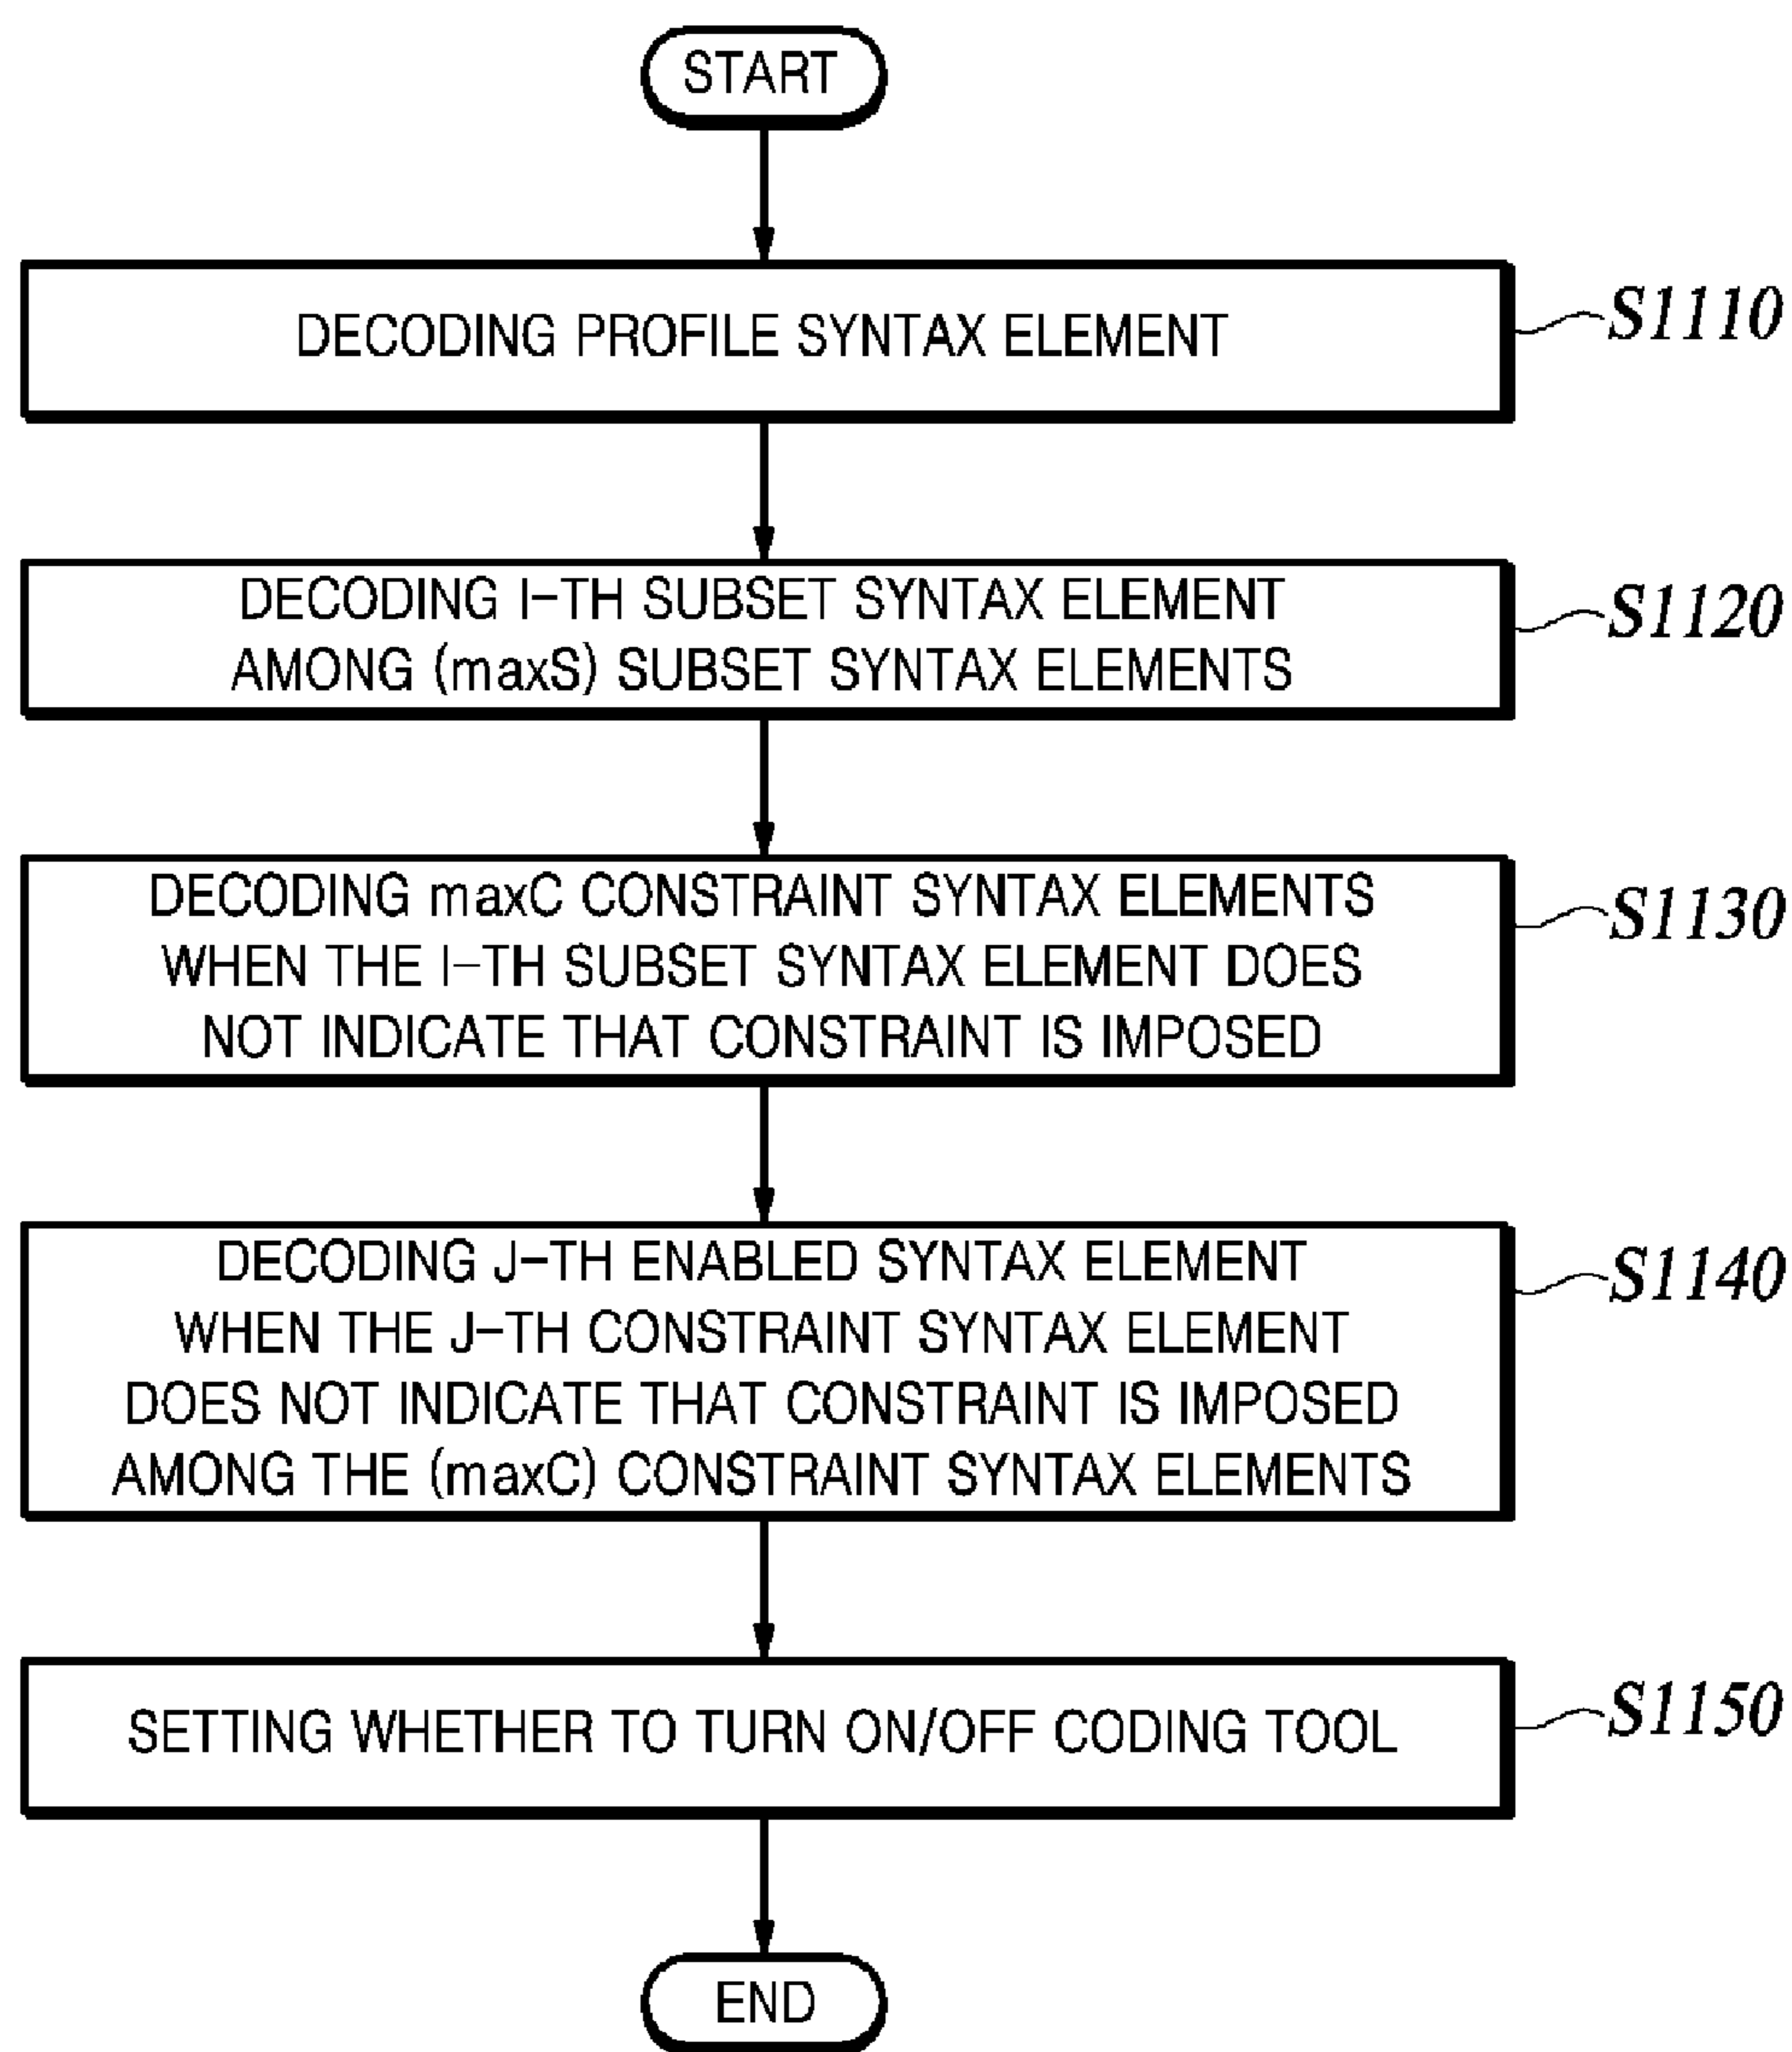 START
DECODING PROFILE SYNTAX ELEMENT
S1110
DECODING I-TH SUBSET SYNTAX ELEMENT
AMONG (maxS) SUBSET SYNTAX ELEMENTS
S1120
DECODING maxC CONSTRAINT SYNTAX ELEMENTS
WHEN THE I-TH SUBSET SYNTAX ELEMENT DOES
NOT INDICATE THAT CONSTRAINT IS IMPOSED
S1130
DECODING J-TH ENABLED SYNTAX ELEMENT
WHEN THE J-TH CONSTRAINT SYNTAX ELEMENT
DOES NOT INDICATE THAT CONSTRAINT IS IMPOSED
AMONG THE (maxC) CONSTRAINT SYNTAX ELEMENTS
S1140
SETTING WHETHER TO TURN ON/OFF CODING TOOL
S1150
END